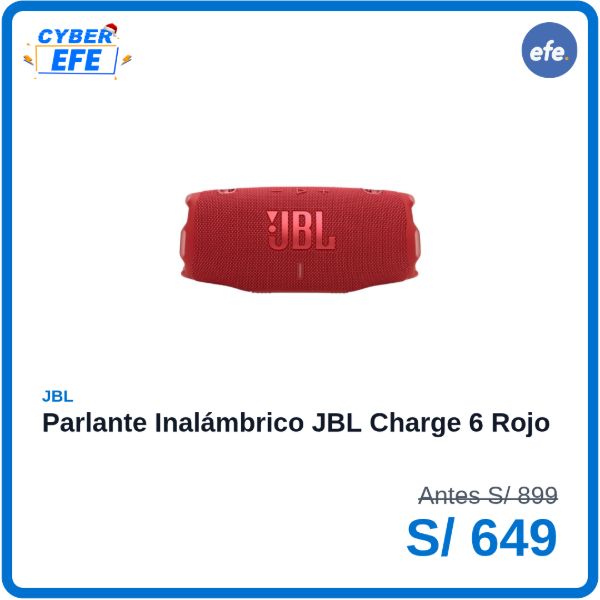 CYBER
EFE
efe.
JBL
JBL
Parlante Inalámbrico JBL Charge 6 Rojo
Antes S/ 899
S/ 649